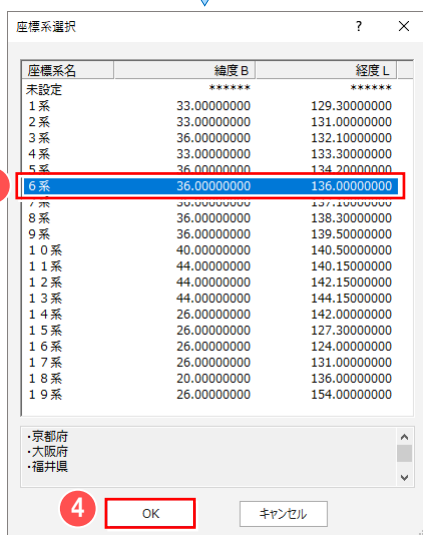 座標系選択 ? ×
座標系名 緯度B 経度L
未設定 ****** ******
1系 33.00000000 129.30000000
2系 33.00000000 131.00000000
3系 36.00000000 132.10000000
4系 33.00000000 133.30000000
5系 36.00000000 134.20000000
6系 36.00000000 136.00000000
7系 36.00000000 137.10000000
8系 36.00000000 138.30000000
9系 36.00000000 139.50000000
10系 40.00000000 140.50000000
11系 44.00000000 140.15000000
12系 44.00000000 142.15000000
13系 44.00000000 144.15000000
14系 26.00000000 142.00000000
15系 26.00000000 127.30000000
16系 26.00000000 124.00000000
17系 26.00000000 131.00000000
18系 20.00000000 136.00000000
19系 26.00000000 154.00000000
・京都府
・大阪府
・福井県
4 OK キャンセル